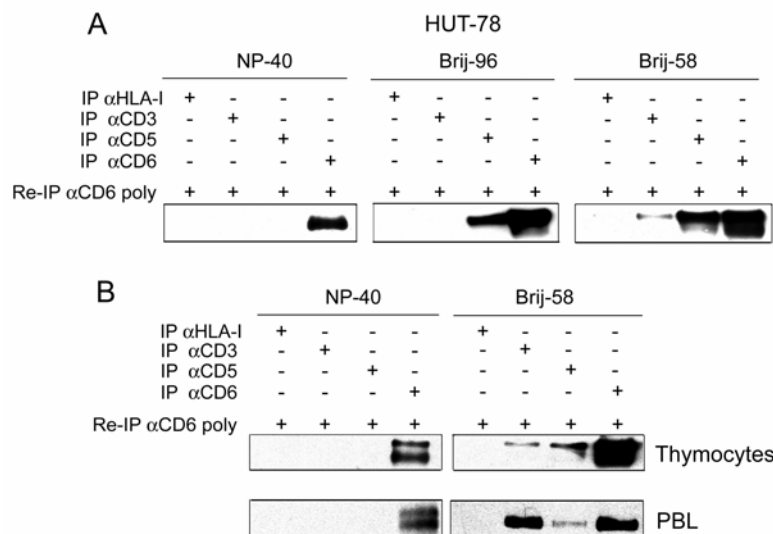 A
HUT-78
NP-40 Brij-96 Brij-58
IP αHLA-I + - - - + - - - + - - -
IP αCD3 - + - - - + - - - + - -
IP αCD5 - - + - - - + - - - + -
IP αCD6 - - - + - - - + - - - +
Re-IP αCD6 poly + + + + + + + + + + + +
B
NP-40 Brij-58
IP αHLA-I + - - - + - - -
IP αCD3 - + - - - + - -
IP αCD5 - - + - - - + -
IP αCD6 - - - + - - - +
Re-IP αCD6 poly + + + + + + + +
Thymocytes
PBL